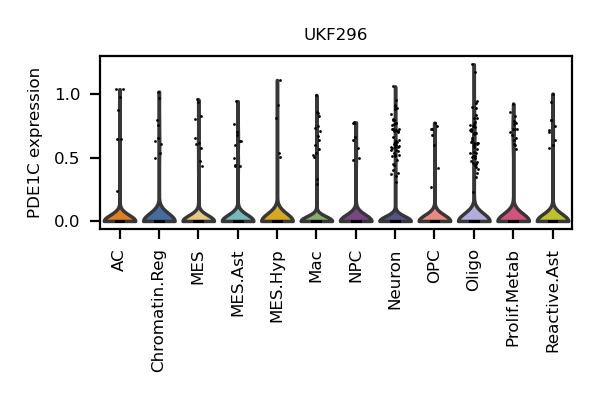 UKF296
PDE1C expression
1.0
0.5
0.0
AC
Chromatin.Reg
MES
MES.Ast
MES.Hyp
Mac
NPC
Neuron
OPC
Oligo
Prolif.Metab
Reactive.Ast